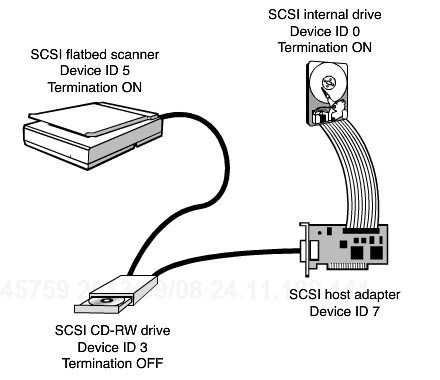 SCSI internal drive
Device ID 0
Termination ON
SCSI flatbed scanner
Device ID 5
Termination ON
SCSI host adapter
Device ID 7
SCSI CD-RW drive
Device ID 3
Termination OFF